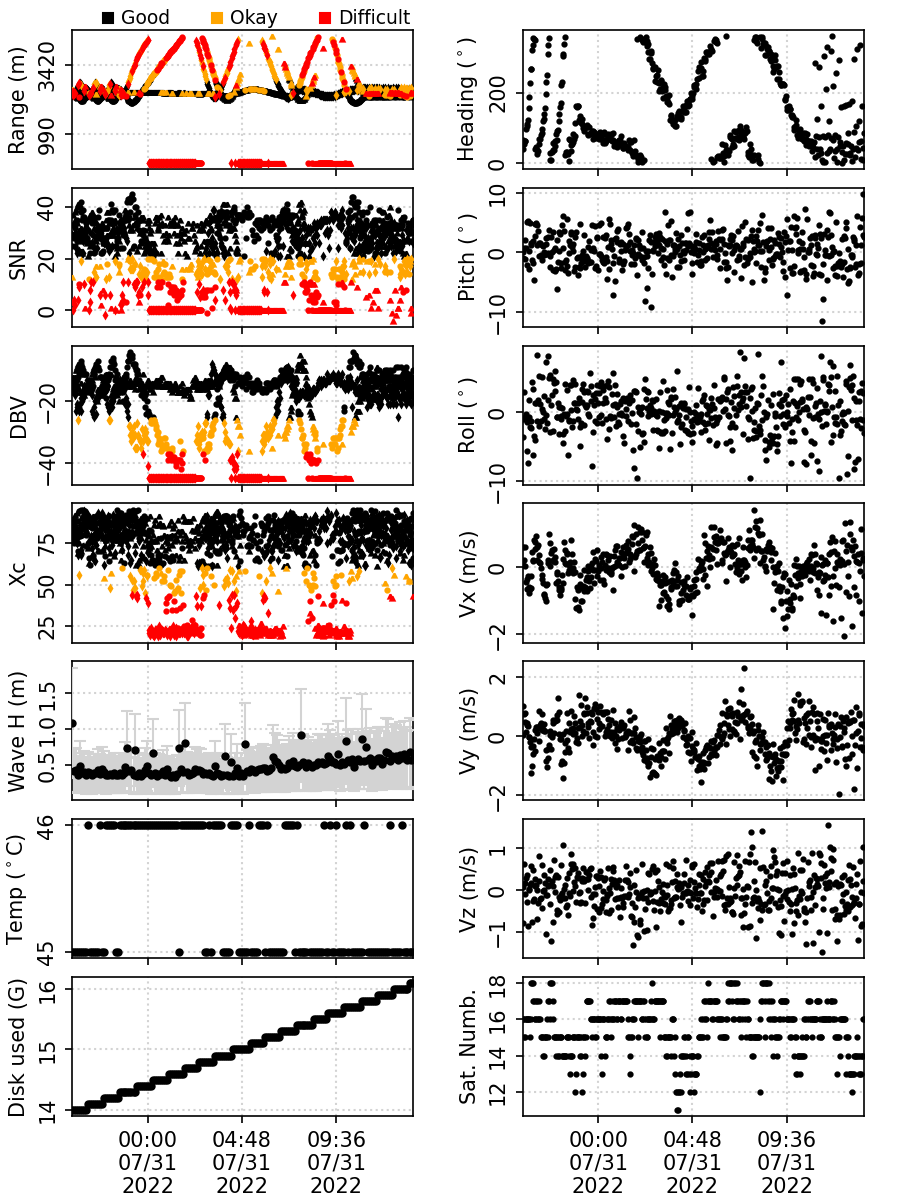 Good Okay Difficult
Range (m)
3420
990
Heading (°)
200
0
SNR
40
20
0
Pitch (°)
10
0
−10
DBV
−20
−40
Roll (°)
0
−10
Xc
75
50
25
Vx (m/s)
0
−2
Wave H (m)
1.5
1.0
0.5
Vy (m/s)
2
0
−2
Temp (°C)
46
45
Vz (m/s)
1
0
−1
Disk used (G)
16
15
14
Sat. Numb.
18
16
14
12
00:00 04:48 09:36 00:00 04:48 09:36
07/31 07/31 07/31 07/31 07/31 07/31
2022 2022 2022 2022 2022 2022